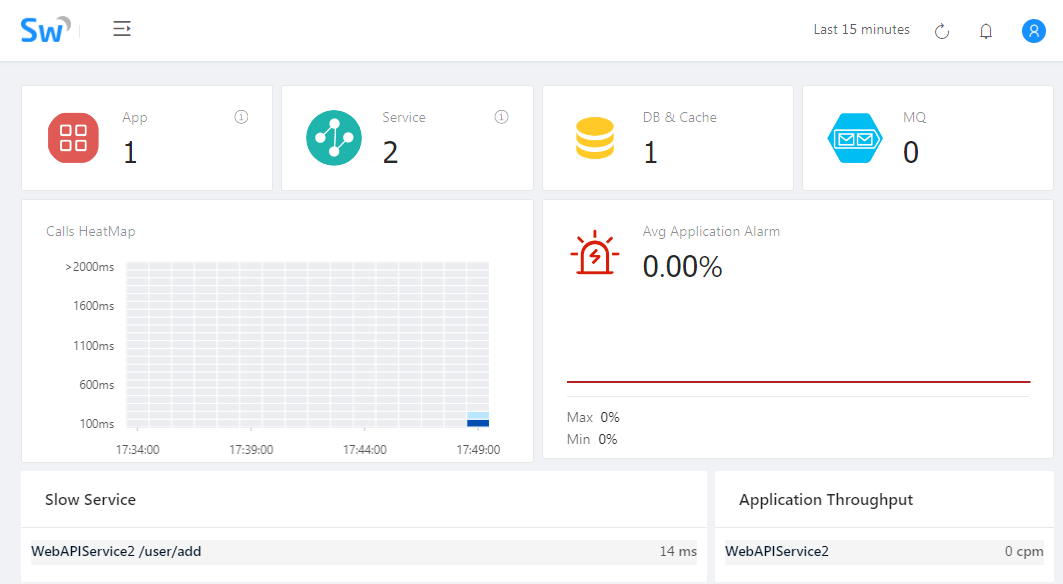 Sw
Last 15 minutes
App
1
Service
2
DB & Cache
1
MQ
0
Calls HeatMap
>2000ms
1600ms
1100ms
600ms
100ms
17:34:00 17:39:00 17:44:00 17:49:00
Avg Application Alarm
0.00%
Max 0%
Min 0%
Slow Service
WebAPIService2 /user/add 14 ms
Application Throughput
WebAPIService2 0 cpm